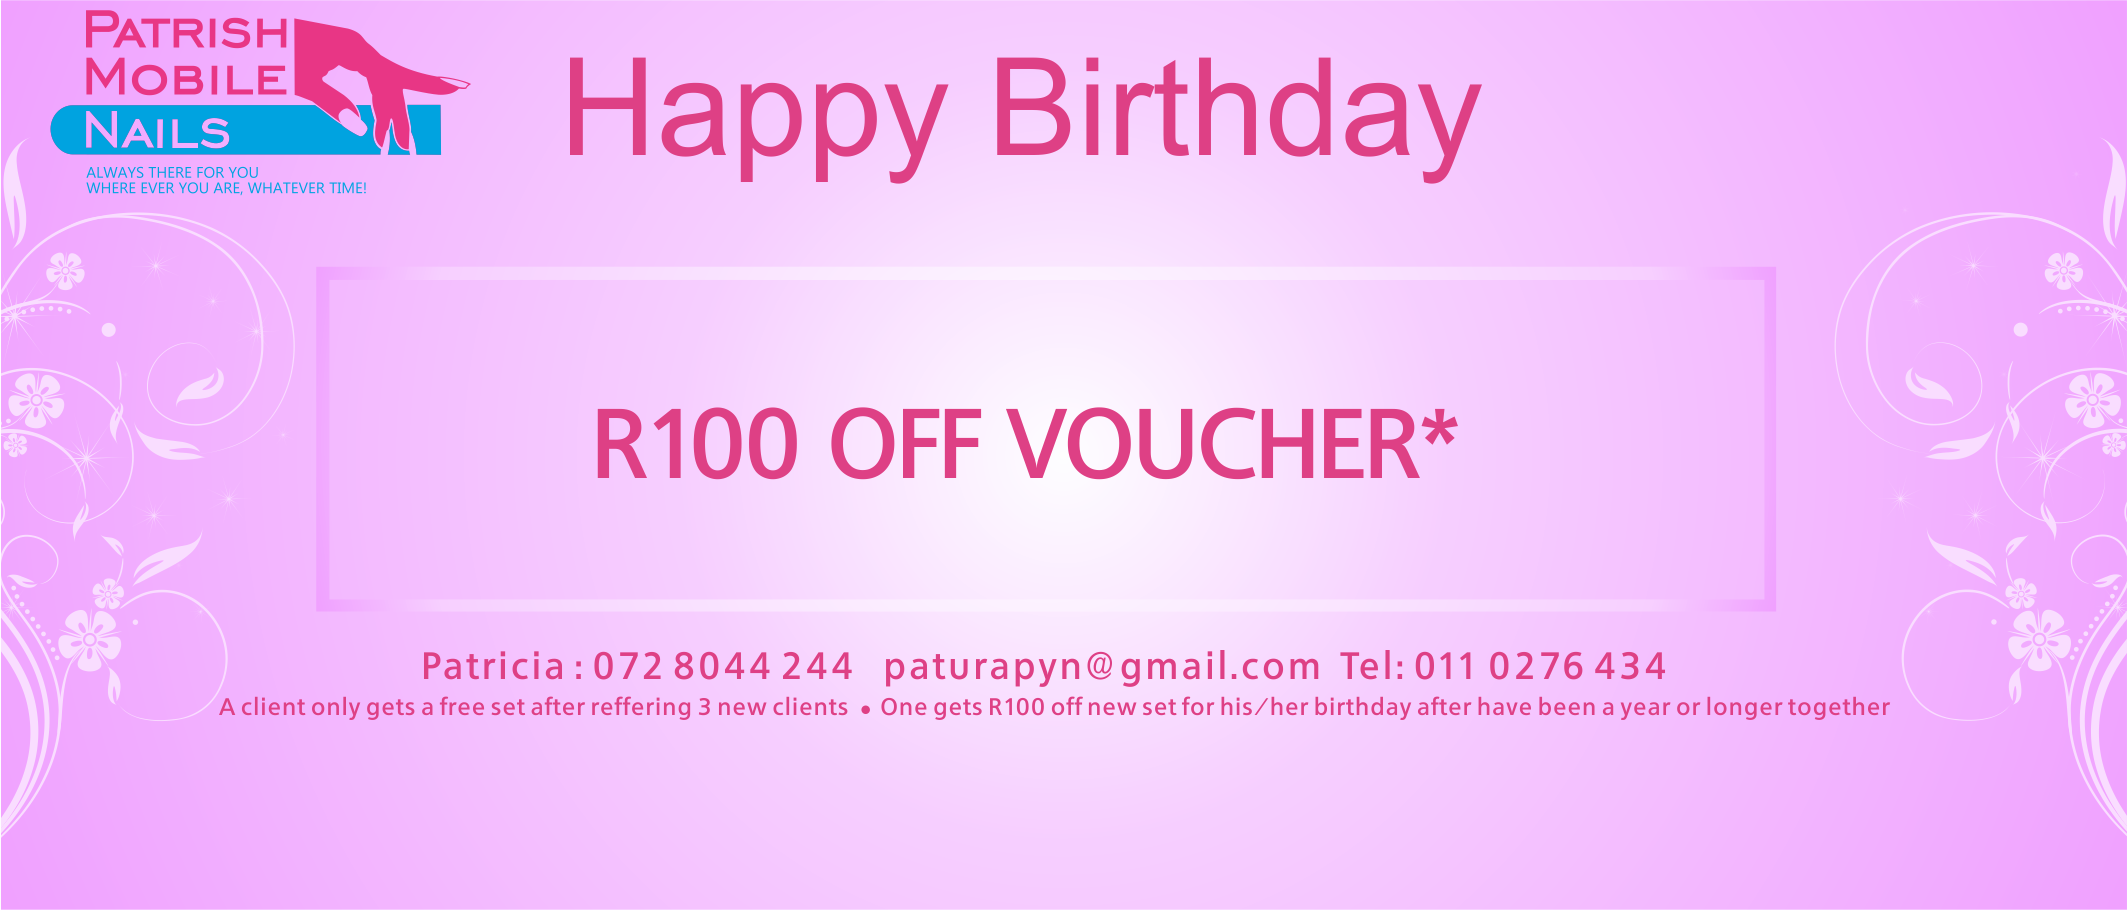 PATRISH
MOBILE
NAILS
ALWAYS THERE FOR YOU
WHERE EVER YOU ARE, WHATEVER TIME!
Happy Birthday
R100 OFF VOUCHER*
Patricia : 072 8044 244 paturapyn@gmail.com Tel: 011 0276 434
A client only gets a free set after reffering 3 new clients • One gets R100 off new set for his/her birthday after have been a year or longer together